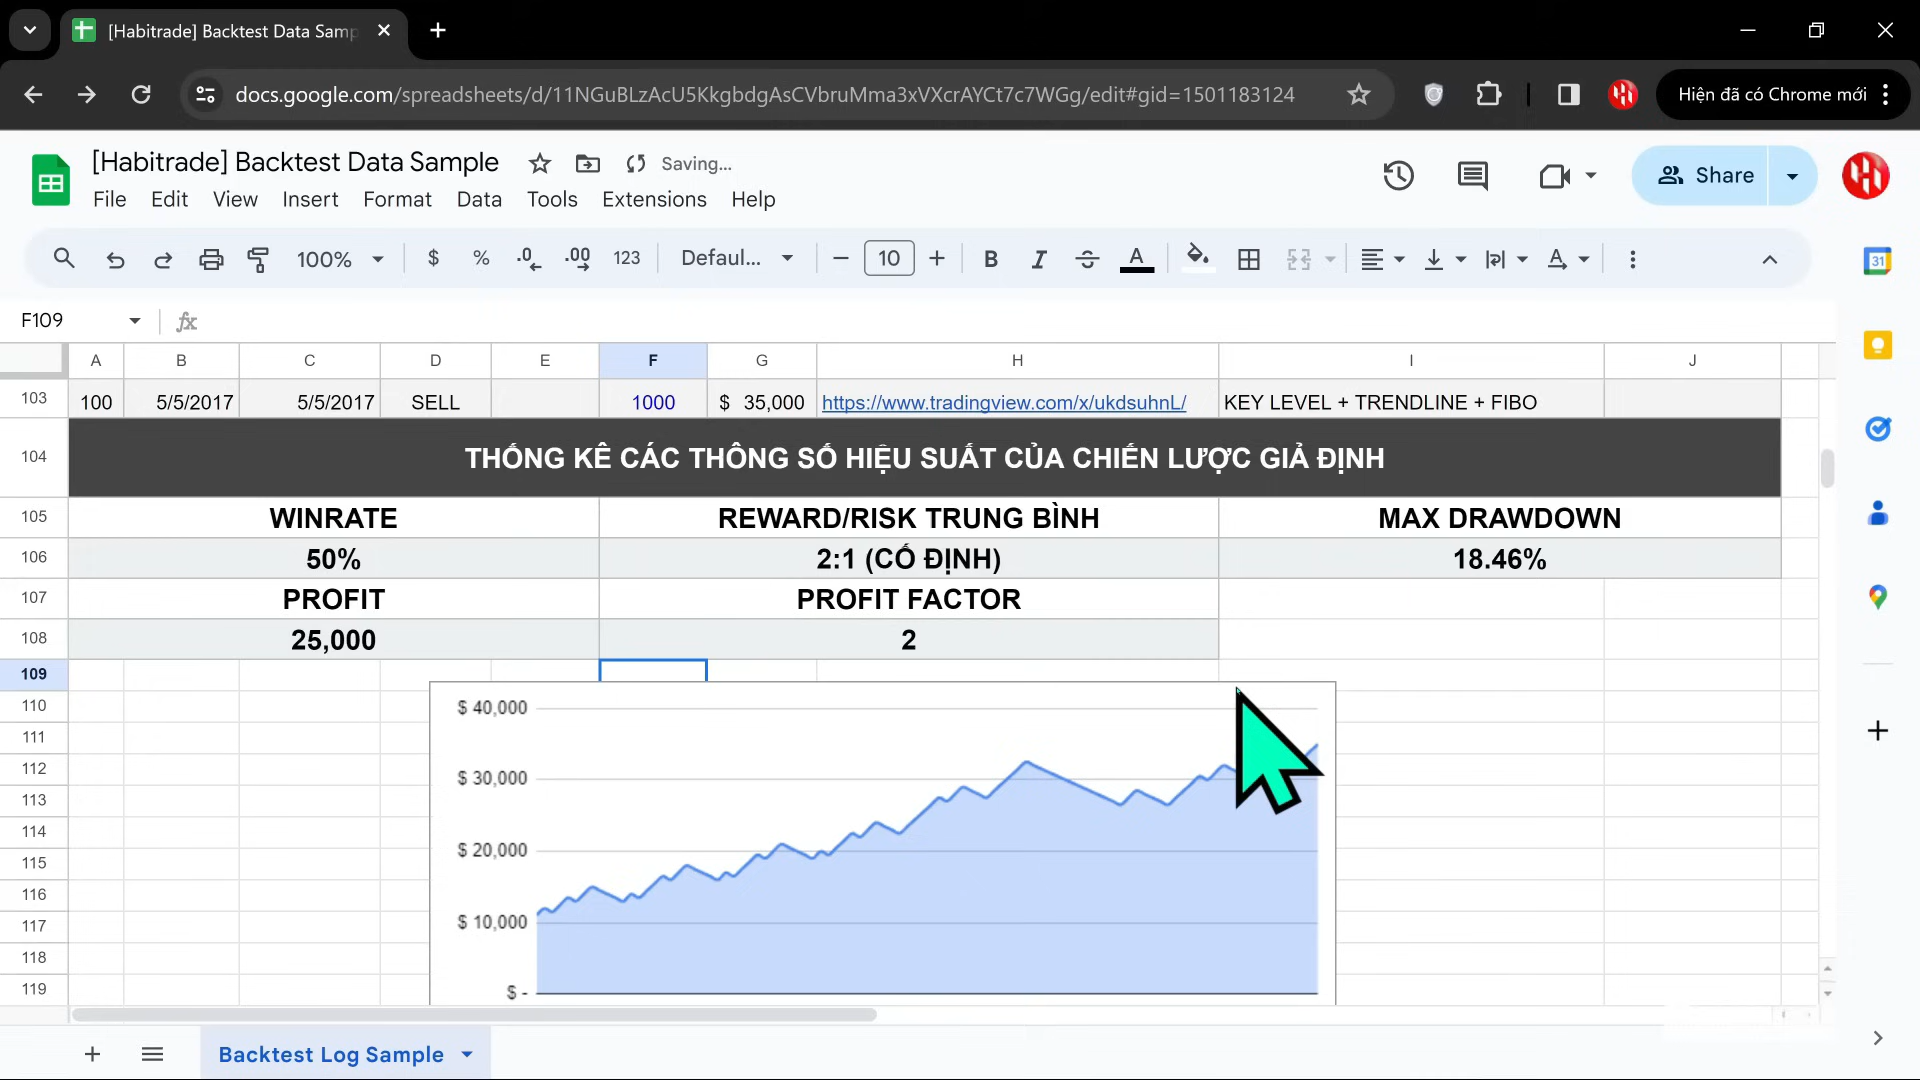 [Habitrade] Backtest Data Samp
docs.google.com/spreadsheets/d/11NGuBLzAcU5KkgbdgAsCVbruMma3xVXcrAYCt7c7WGg/edit#gid=1501183124
Hiện đã có Chrome mới
[Habitrade] Backtest Data Sample
Saving...
File Edit View Insert Format Data Tools Extensions Help
Share
100% $ % .0 .00 123 Defaul... 10 B I A
31
F109 fx
A B C D E F G H I J
103 100 5/5/2017 5/5/2017 SELL 1000 $ 35,000 https://www.tradingview.com/x/ukdsuhnL/ KEY LEVEL + TRENDLINE + FIBO
104 THỐNG KÊ CÁC THÔNG SỐ HIỆU SUẤT CỦA CHIẾN LƯỢC GIẢ ĐỊNH
105 WINRATE REWARD/RISK TRUNG BÌNH MAX DRAWDOWN
106 50% 2:1 (CỐ ĐỊNH) 18.46%
107 PROFIT PROFIT FACTOR
108 25,000 2
109
110 $ 40,000
111
112 $ 30,000
113
114
115 $ 20,000
116
117 $ 10,000
118
119 $ -
Backtest Log Sample